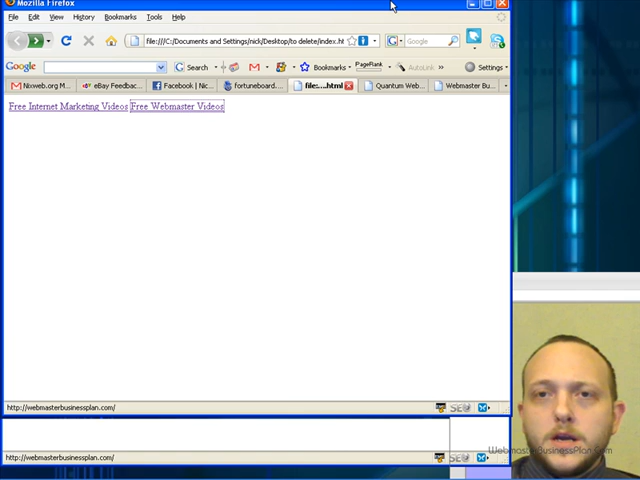 Mozilla Firefox
File Edit View History Bookmarks Tools Help
file:///C:/Documents and Settings/nick/Desktop/to delete/index.ht
Google
Google Search PageRank Bookmarks AutoLink » Settings
Nixweb.org M... eBay Feedbac... Facebook | Nic... fortuneboard.... file:....html Quantum Web... Webmaster Bu...
Free Internet Marketing Videos Free Webmaster Videos
http://webmasterbusinessplan.com/
http://webmasterbusinessplan.com/
WebmasterBusinessPlan.Com